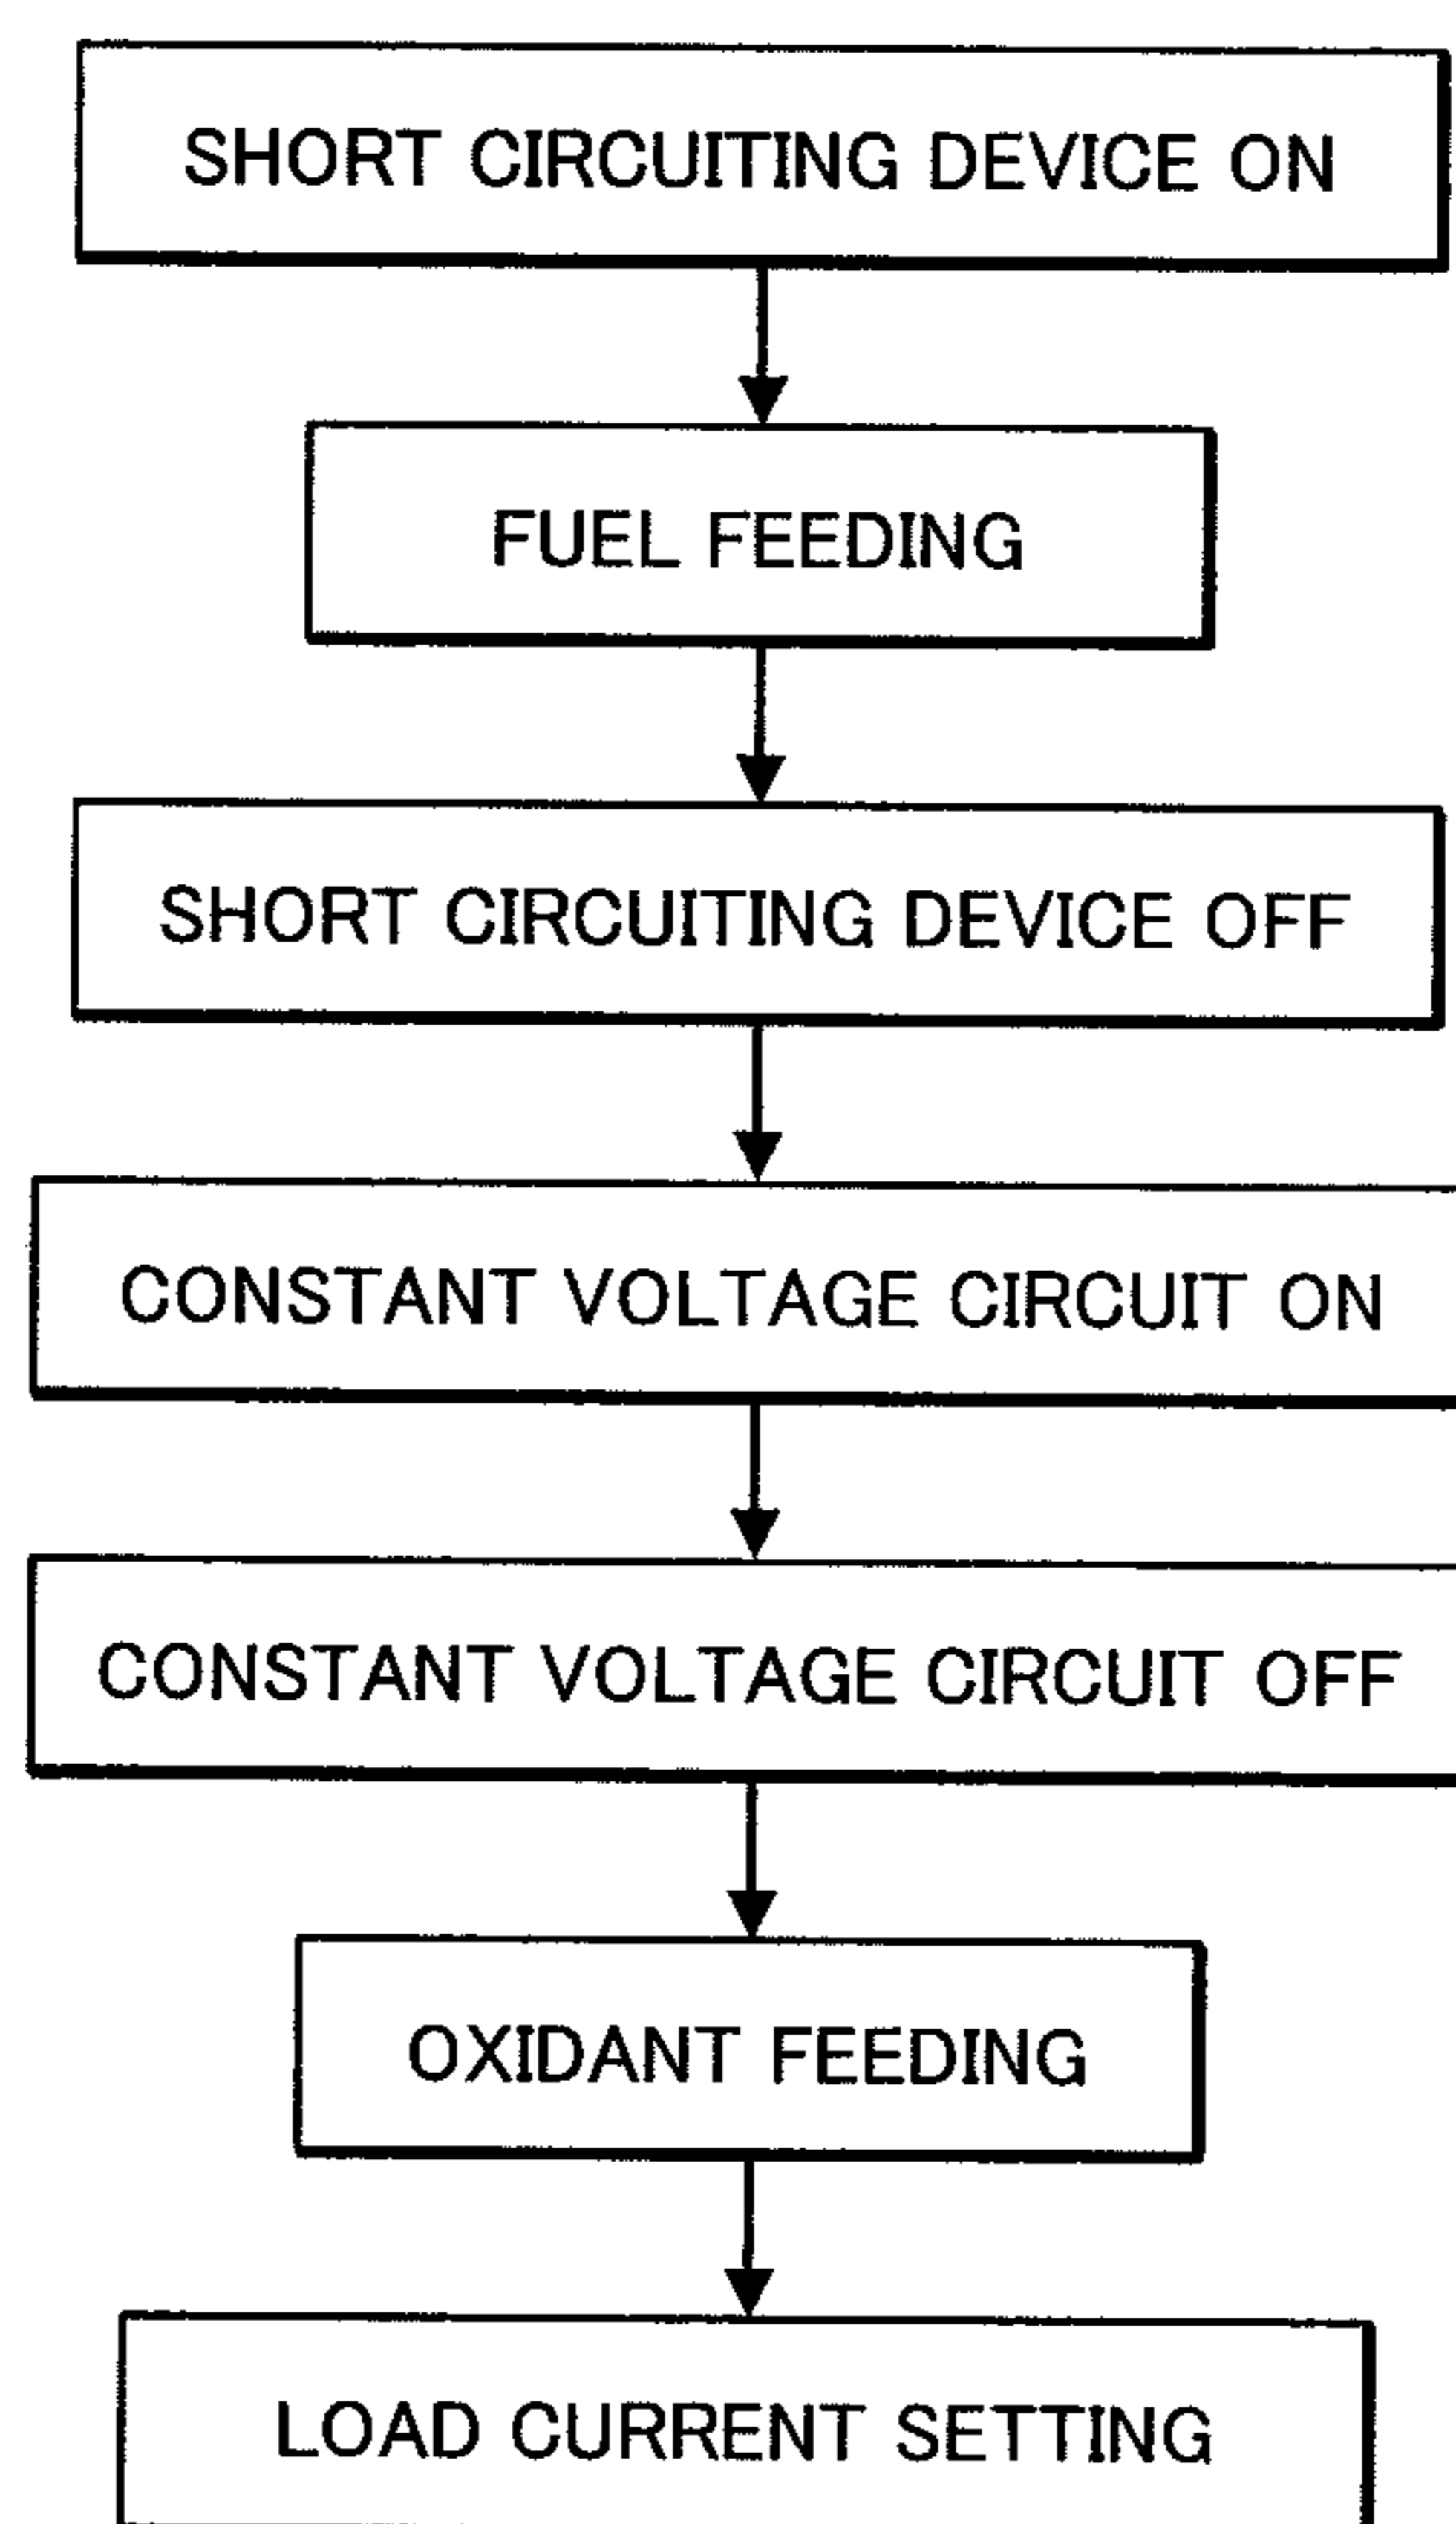 SHORT CIRCUITING DEVICE ON
FUEL FEEDING
SHORT CIRCUITING DEVICE OFF
CONSTANT VOLTAGE CIRCUIT ON
CONSTANT VOLTAGE CIRCUIT OFF
OXIDANT FEEDING
LOAD CURRENT SETTING